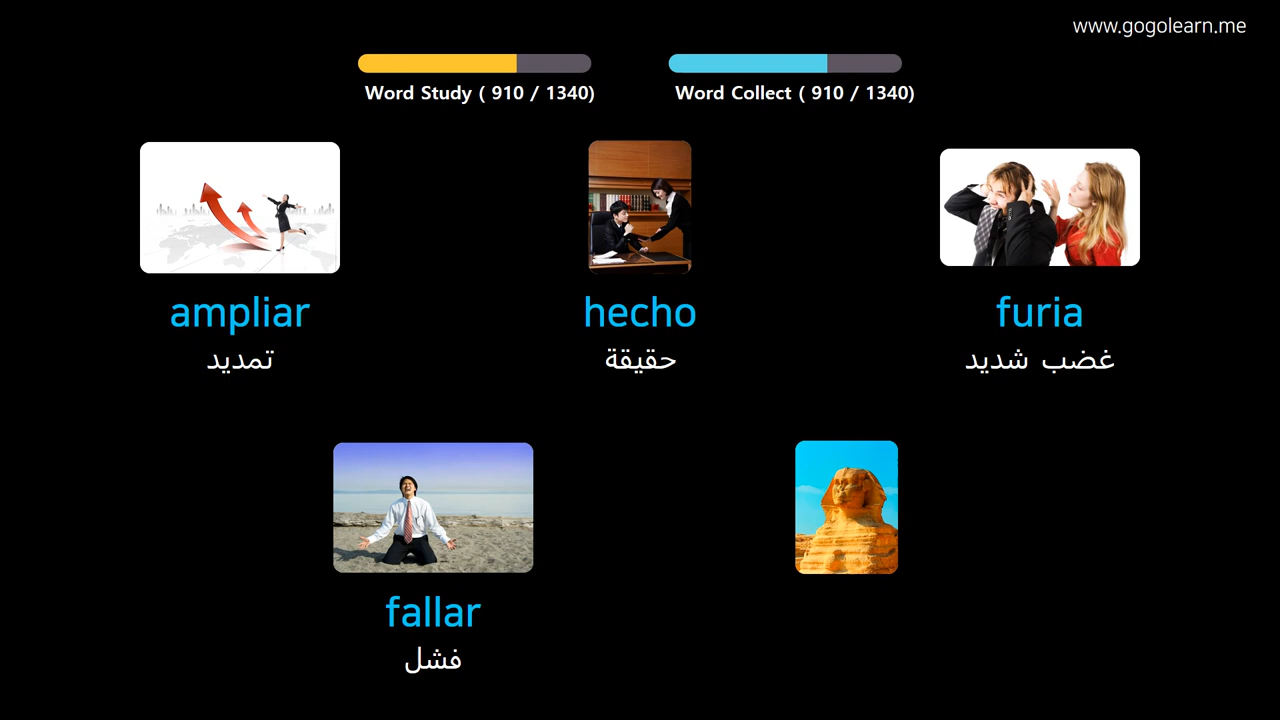 www.gogolearn.me
Word Study ( 910 / 1340)
Word Collect ( 910 / 1340)
ampliar
تمديد
hecho
حقيقة
furia
غضب شديد
fallar
فشل